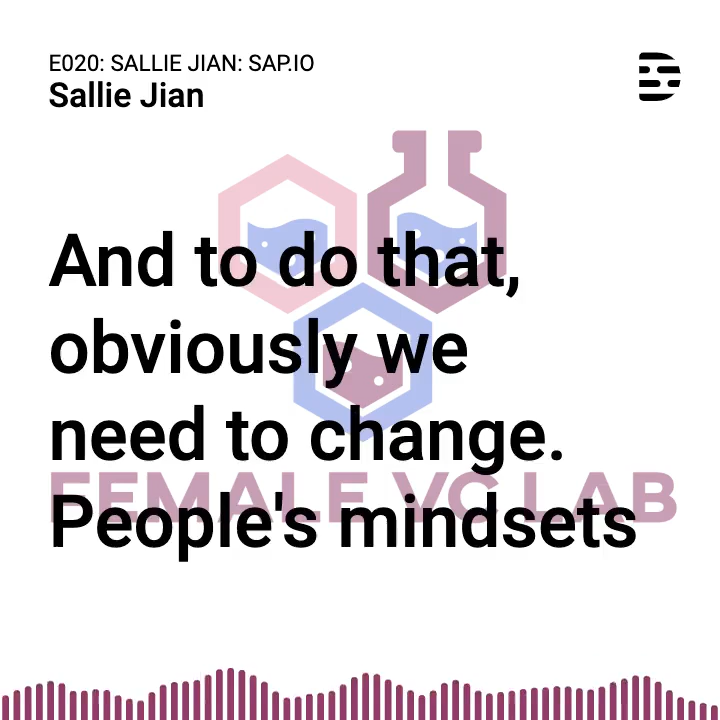 E020: SALLIE JIAN: SAP.IO
Sallie Jian
And to do that,
obviously we
need to change.
People's mindsets
FEMALE VC LAB